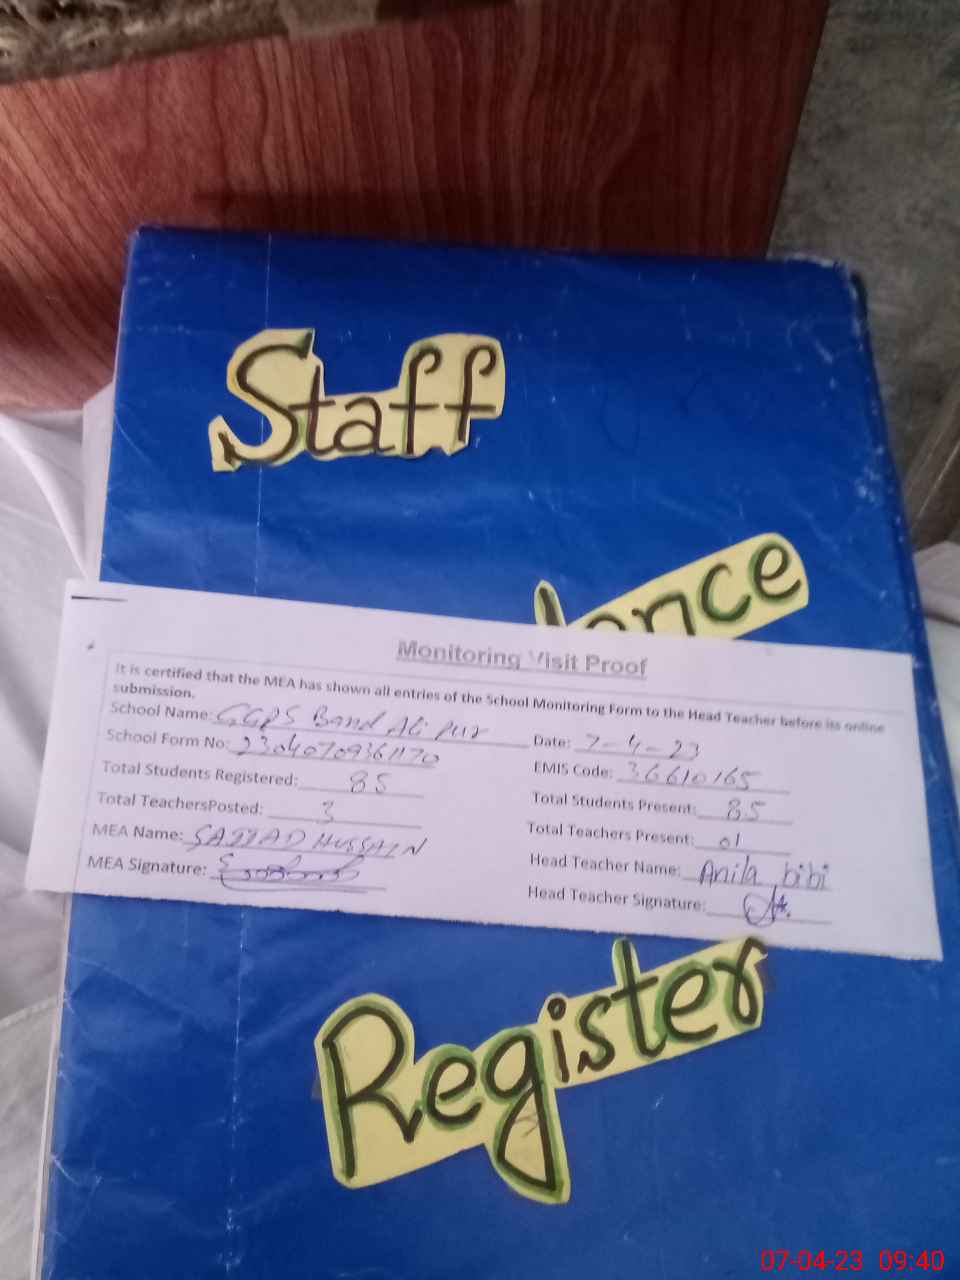 Staff
Monitoring Visit Proof
It is certified that the MEA has shown all entries of the School Monitoring Form to the Head Teacher before its online
submission.
School Name: GGPS Band Ali pur
Date: 7-4-23
School Form No:
EMIS Code: 36610165
Total Students Registered: 85
Total Students Present: 85
Total TeachersPosted: 3
Total Teachers Present: 01
MEA Name: SAJJAD HUSSAIN
Head Teacher Name: Anila bibi
MEA Signature:
Head Teacher Signature:
Register
07-04-23 09:40